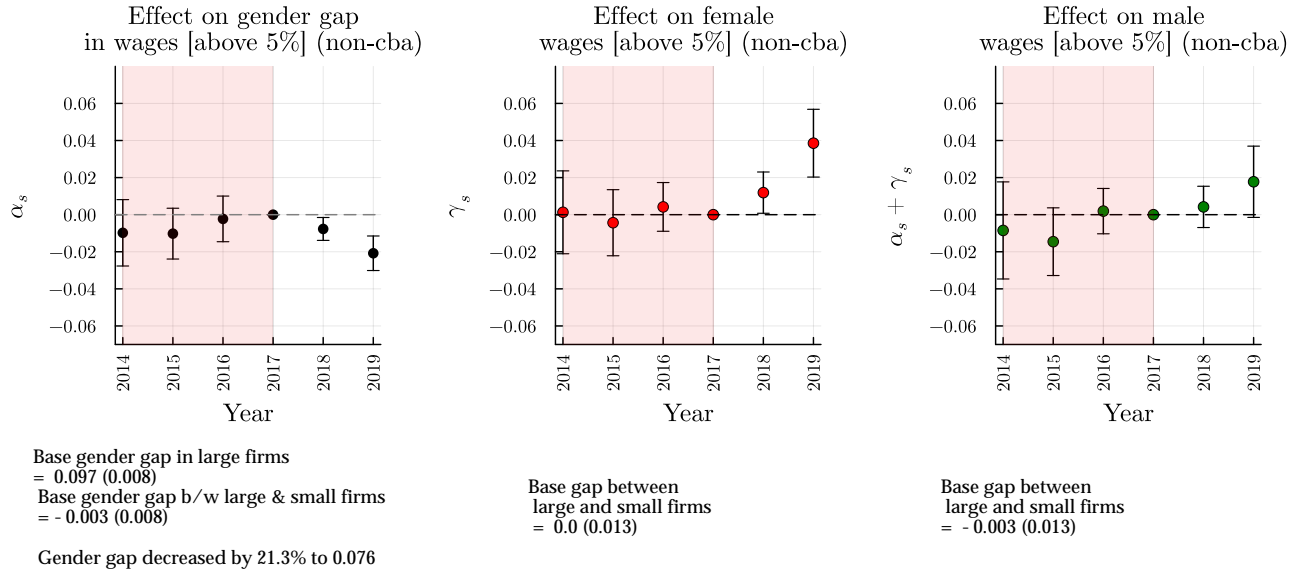 Effect on gender gap
in wages [above 5%] (non-cba)
0.06
0.04
0.02
0.00
−0.02
−0.04
−0.06
α_s
2014
2015
2016
2017
2018
2019
Year
Base gender gap in large firms
= 0.097 (0.008)
Base gender gap b/w large & small firms
= - 0.003 (0.008)
Gender gap decreased by 21.3% to 0.076
Effect on female
wages [above 5%] (non-cba)
0.06
0.04
0.02
0.00
−0.02
−0.04
−0.06
γ_s
2014
2015
2016
2017
2018
2019
Year
Base gap between
large and small firms
= 0.0 (0.013)
Effect on male
wages [above 5%] (non-cba)
0.06
0.04
0.02
0.00
−0.02
−0.04
−0.06
α_s + γ_s
2014
2015
2016
2017
2018
2019
Year
Base gap between
large and small firms
= - 0.003 (0.013)